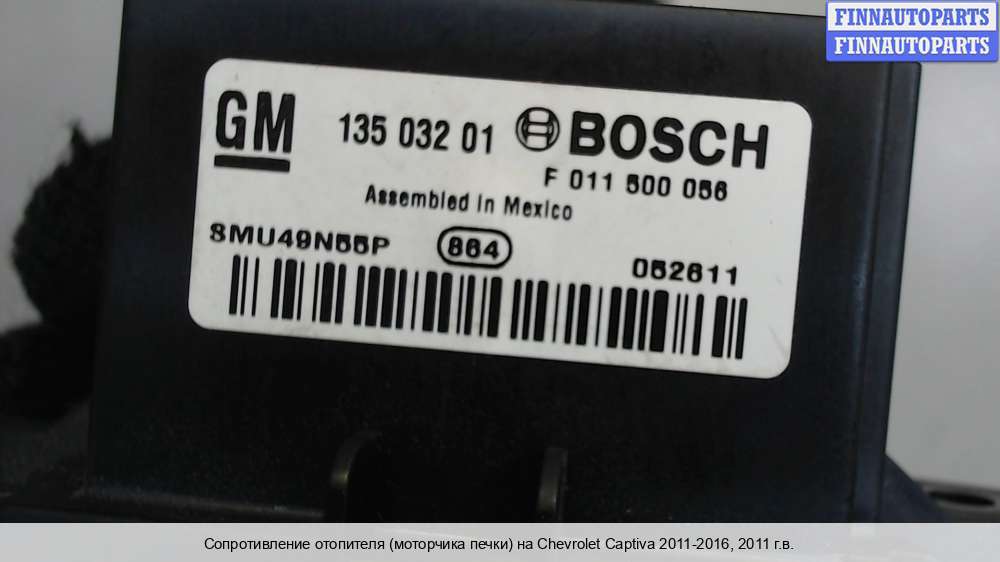 FINNAUTOPARTS
FINNAUTOPARTS
GM 135 032 01 BOSCH
F 011 500 056
Assembled in Mexico
SMU49N55P 864 052611
Сопротивление отопителя (моторчика печки) на Chevrolet Captiva 2011-2016, 2011 г.в.